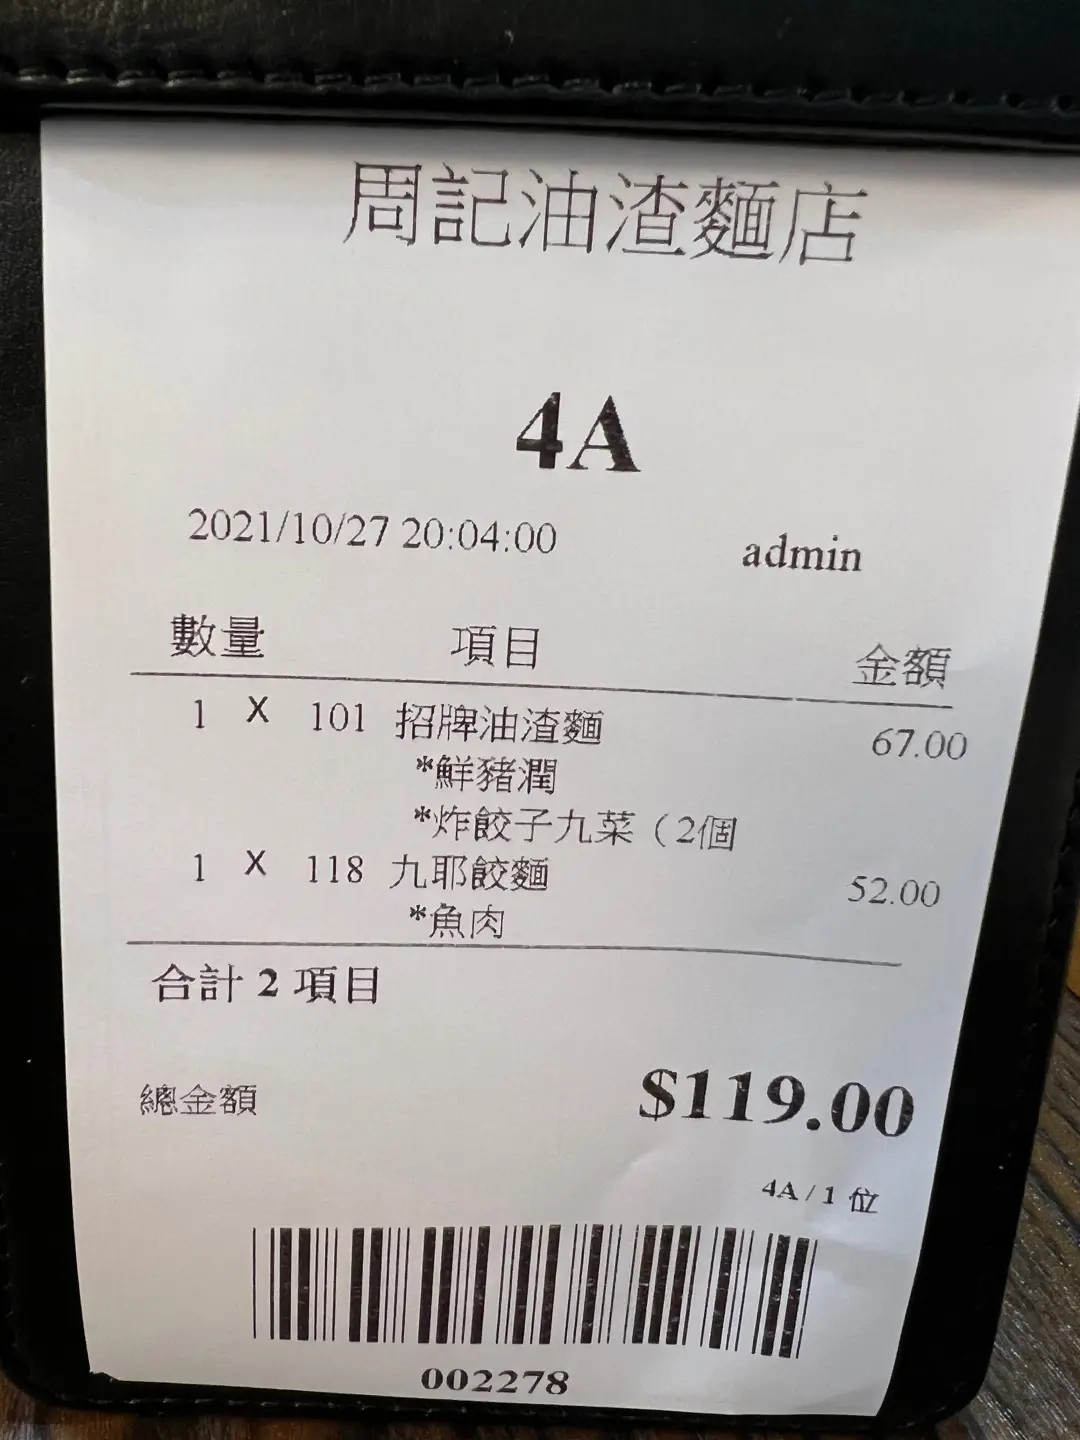 周記油渣麵店
4A
2021/10/27 20:04:00 admin
數量 項目 金額
1 X 101 招牌油渣麵 67.00
*鮮豬潤
*炸餃子九菜（2個
1 X 118 九耶餃麵 52.00
*魚肉
合計 2 項目
總金額 $119.00
4A / 1 位
002278